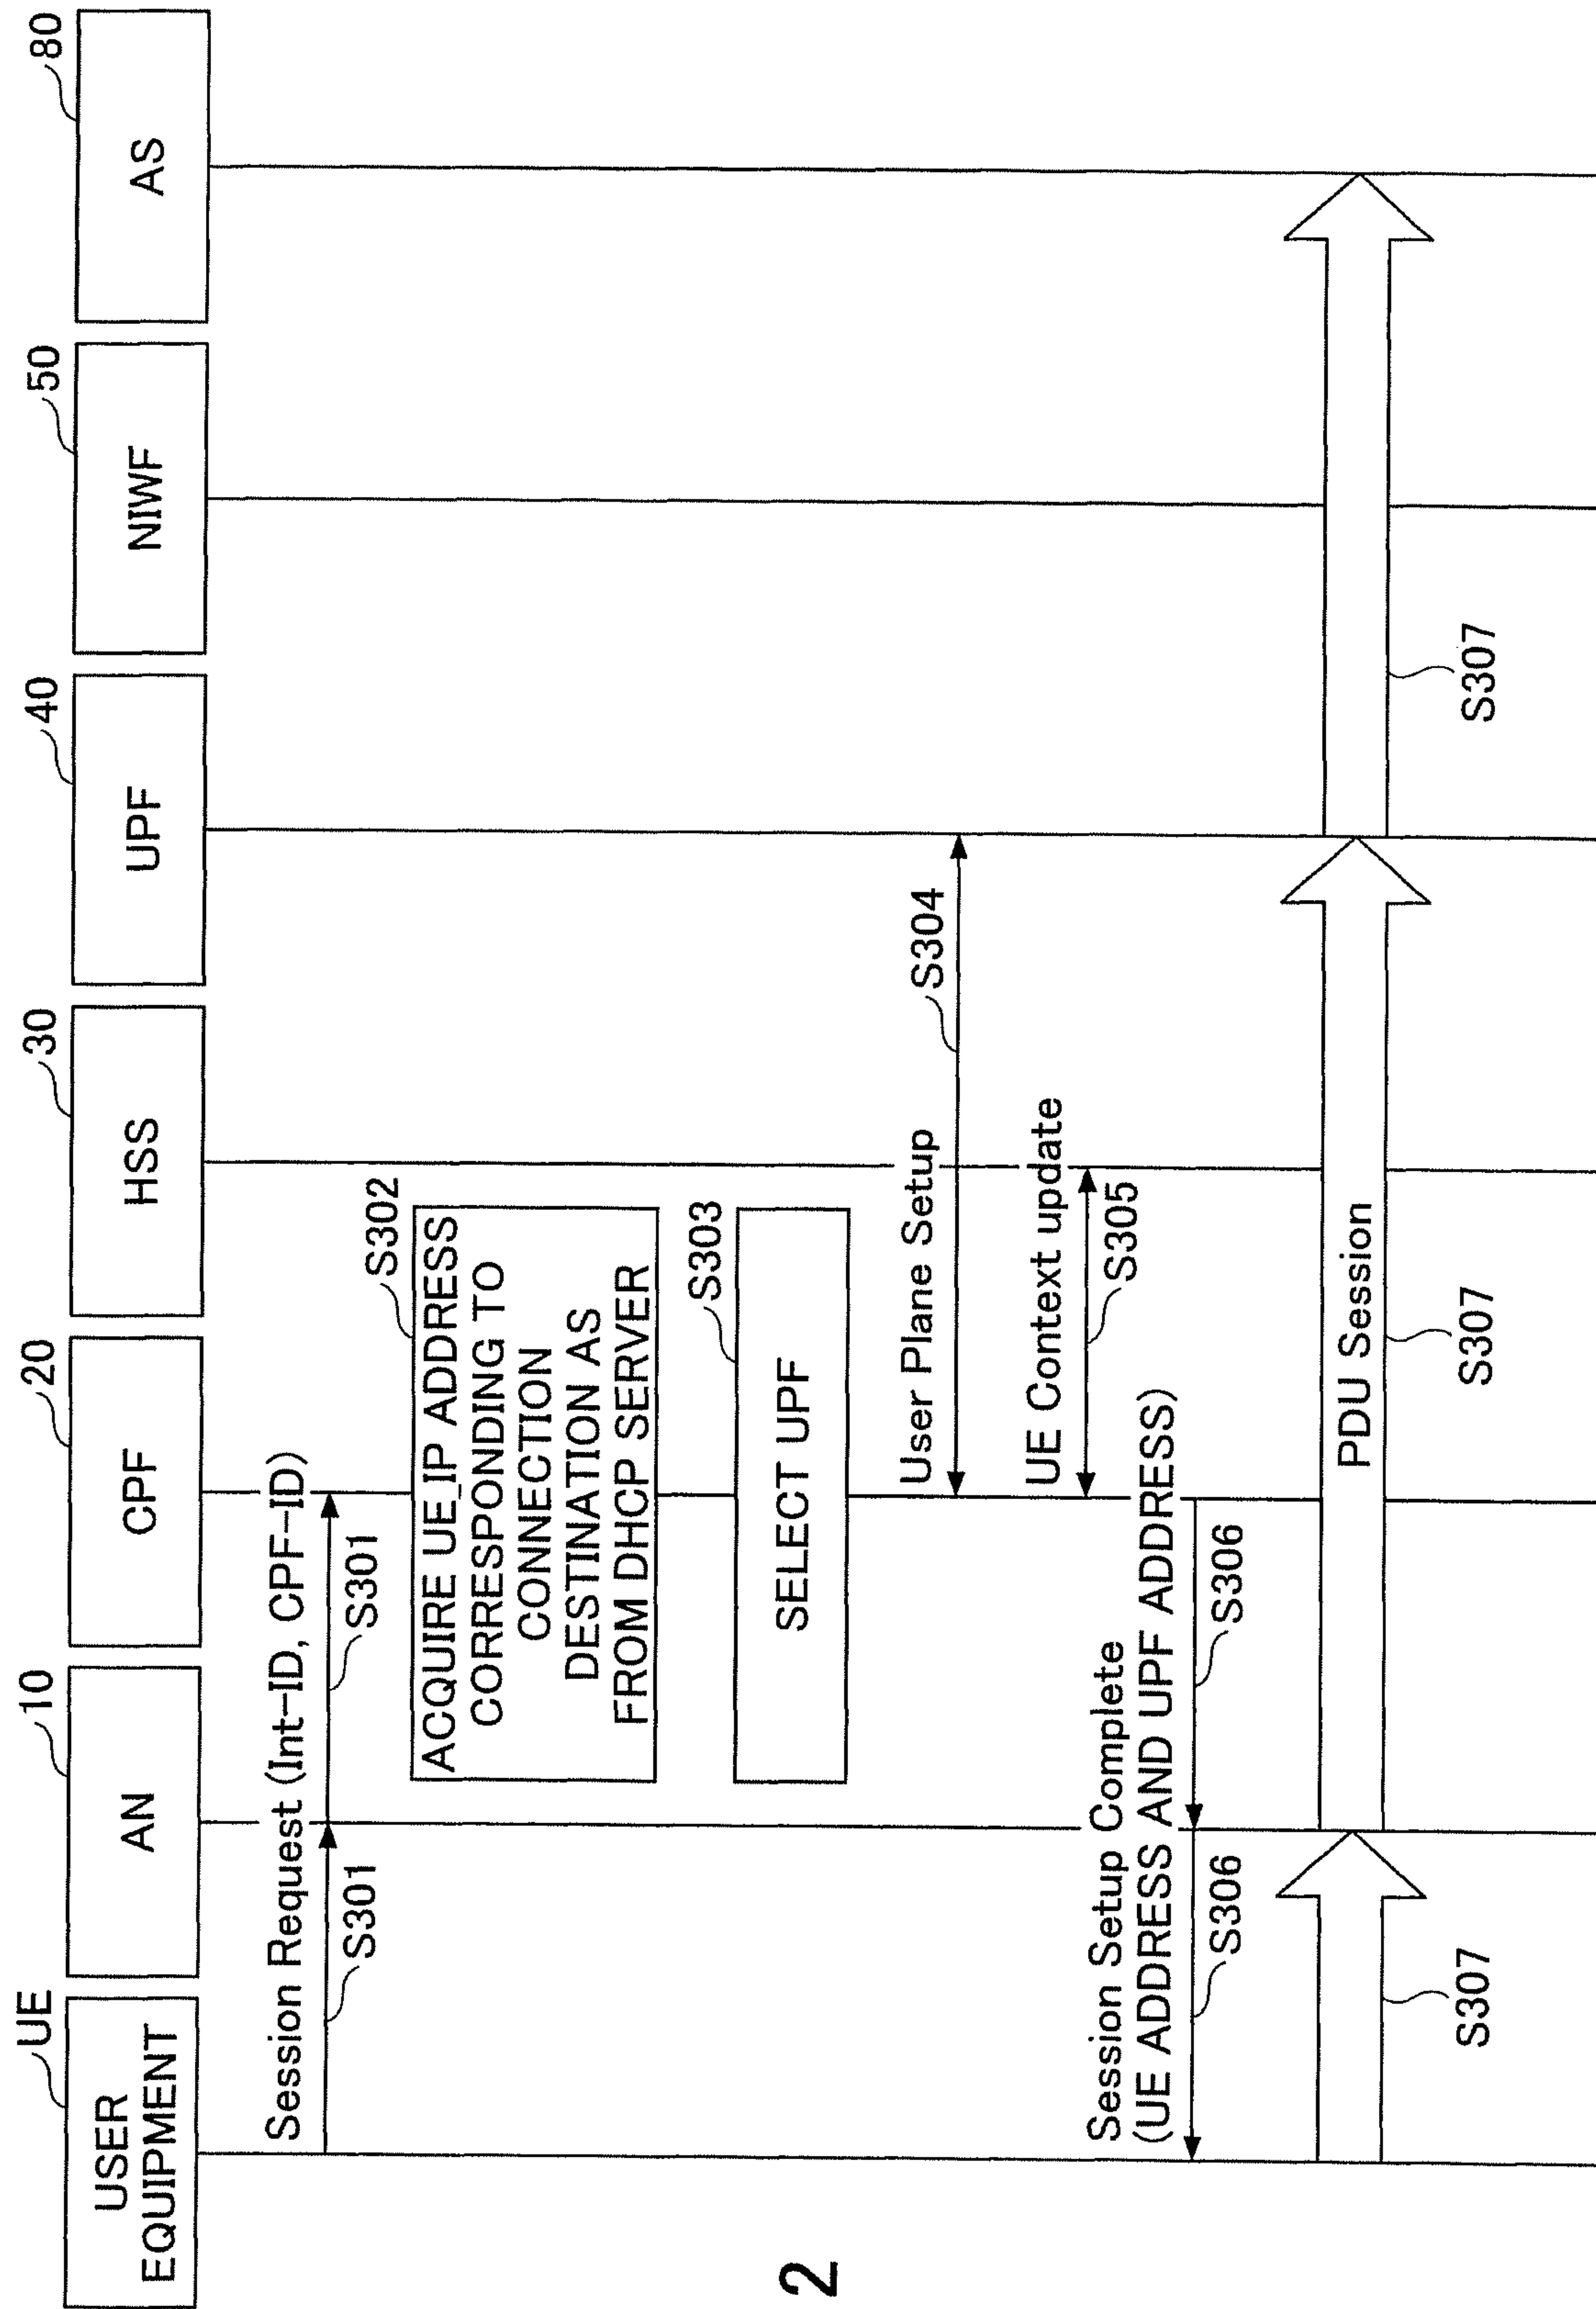 UE
USER
EQUIPMENT
10
AN
20
CPF
30
HSS
40
UPF
50
NIWF
80
AS
Session Request (Int-ID, CPF-ID)
S301
S301
S302
ACQUIRE UE_IP ADDRESS
CORRESPONDING TO
CONNECTION
DESTINATION AS
FROM DHCP SERVER
S303
SELECT UPF
User Plane Setup
S304
UE Context update
S305
Session Setup Complete
(UE ADDRESS AND UPF ADDRESS)
S306
S306
PDU Session
S307
S307
S307
2